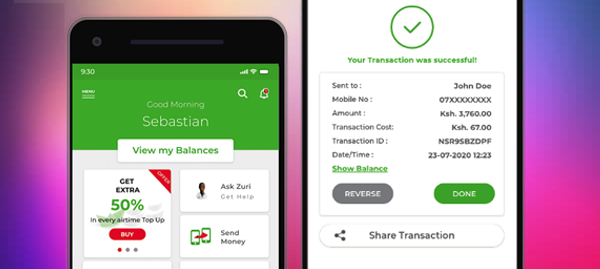 9:30
MENU
Good Morning
Sebastian
View my Balances
OFFER
GET
EXTRA
50%
In every airtime Top Up
BUY
Ask Zuri
Get Help
Send
Money
Your Transaction was successful!
Sent to : John Doe
Mobile No : 07XXXXXXXX
Amount : Ksh. 3,760.00
Transaction Cost: Ksh. 67.00
Transaction ID : NSR95BZDPF
Date/Time : 23-07-2020 12:23
Show Balance
REVERSE DONE
Share Transaction